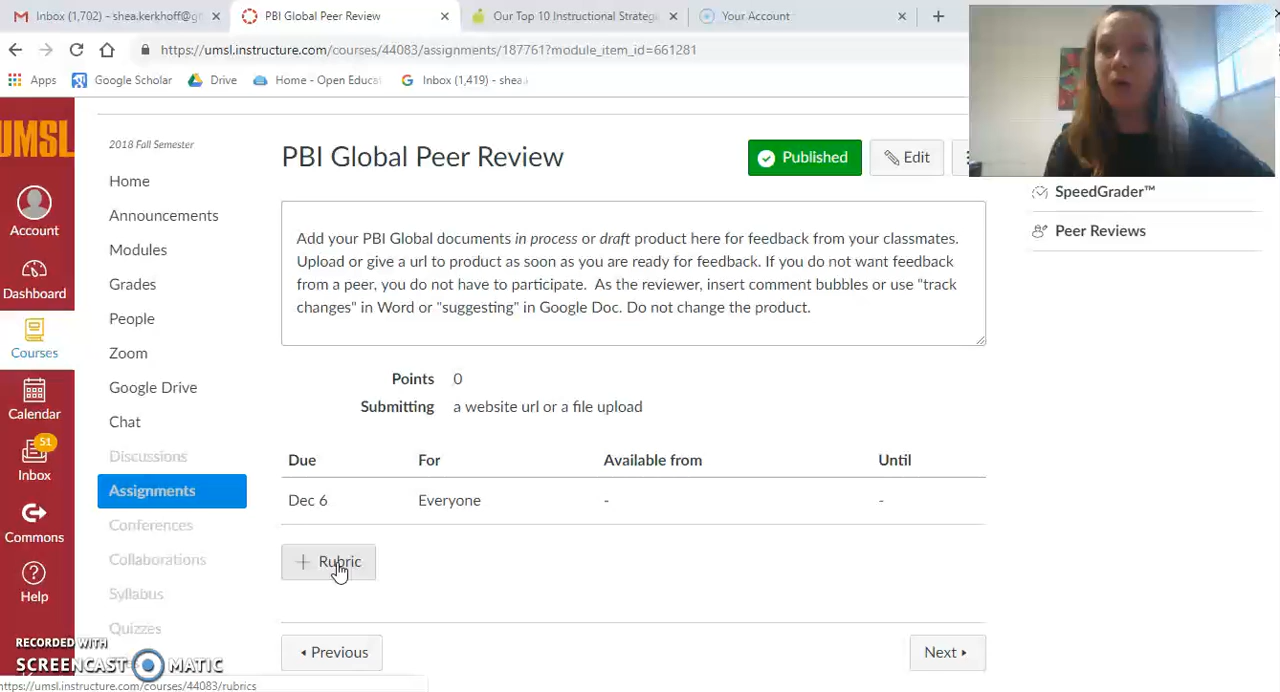 Inbox (1,702) - shea.kerkhoff@g
PBI Global Peer Review
Our Top 10 Instructional Strateg
Your Account
https://umsl.instructure.com/courses/44083/assignments/187761?module_item_id=661281
Apps
Google Scholar
Drive
Home - Open Educat
Inbox (1,419) - shea.
UMSL
Account
Dashboard
Courses
Calendar
51
Inbox
Commons
Help
2018 Fall Semester
Home
Announcements
Modules
Grades
People
Zoom
Google Drive
Chat
Discussions
Assignments
Conferences
Collaborations
Syllabus
Quizzes
PBI Global Peer Review
Published
Edit
SpeedGrader™
Peer Reviews
Add your PBI Global documents in process or draft product here for feedback from your classmates.
Upload or give a url to product as soon as you are ready for feedback. If you do not want feedback
from a peer, you do not have to participate. As the reviewer, insert comment bubbles or use "track
changes" in Word or "suggesting" in Google Doc. Do not change the product.
Points 0
Submitting a website url or a file upload
Due For Available from Until
Dec 6 Everyone - -
+ Rubric
Previous
Next
RECORDED WITH
SCREENCAST MATIC
https://umsl.instructure.com/courses/44083/rubrics